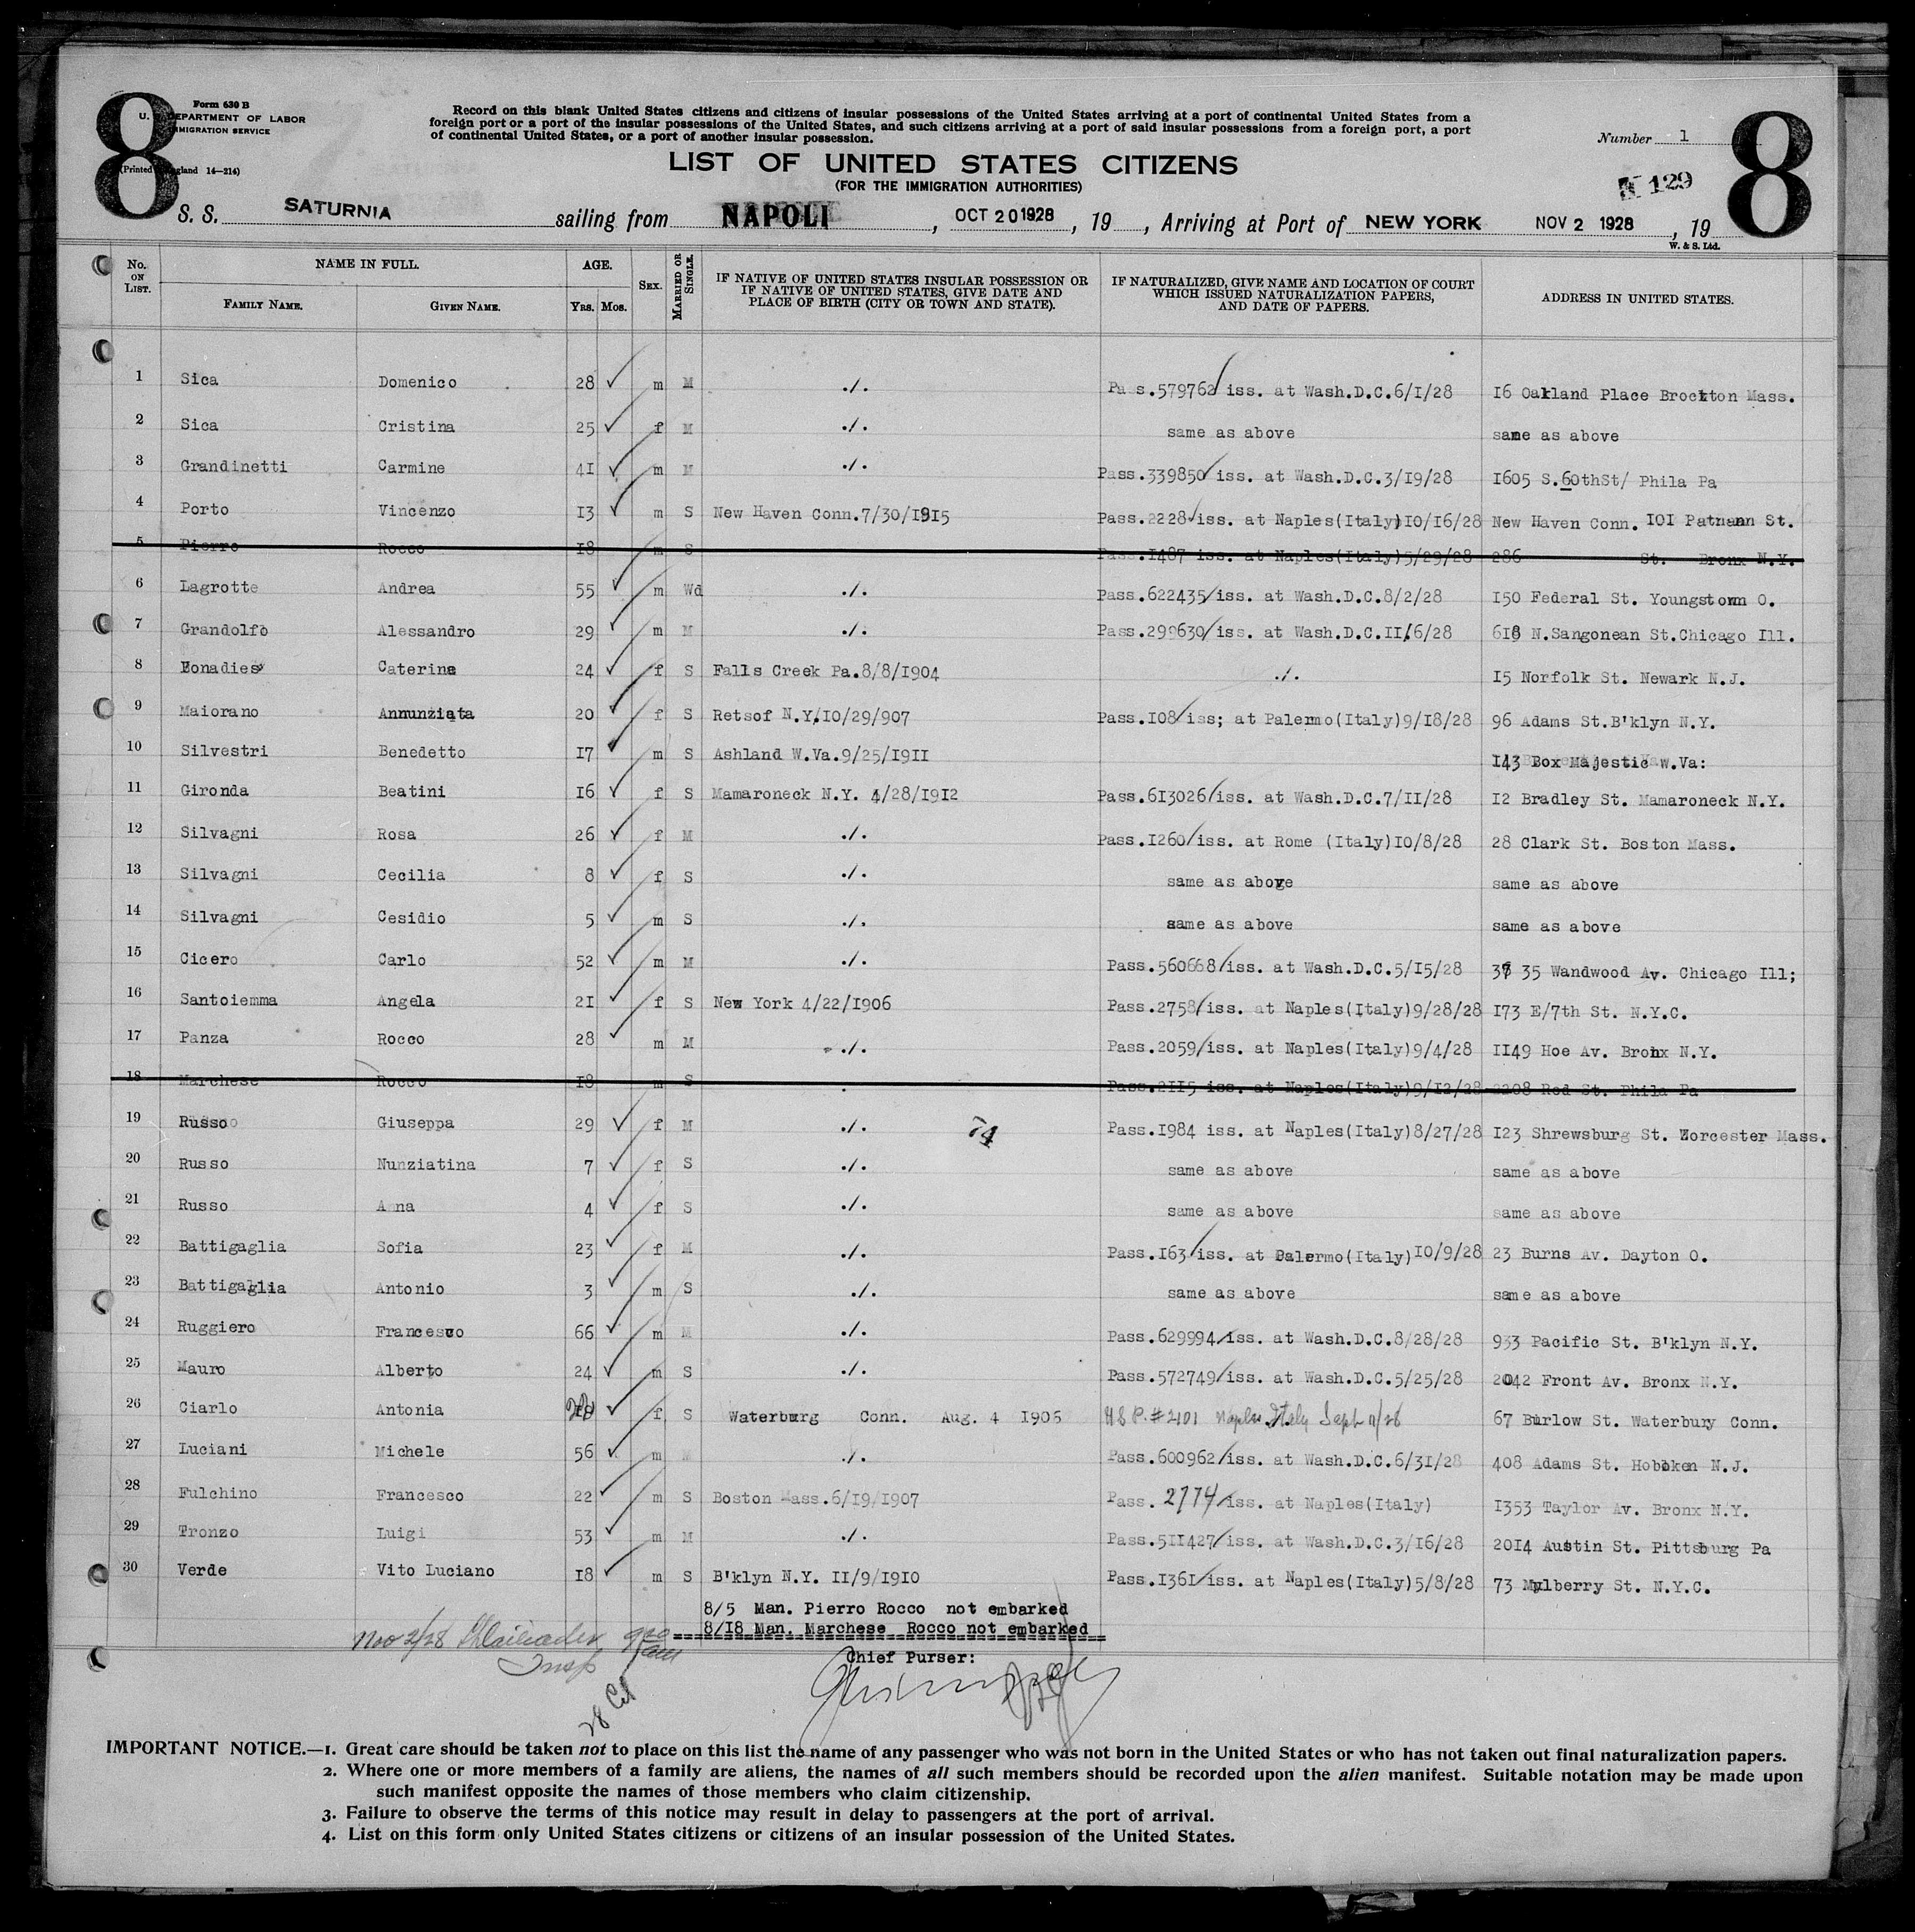 8
Form 630 B
U. S. DEPARTMENT OF LABOR
IMMIGRATION SERVICE
(Printed in England 14—214)
Record on this blank United States citizens and citizens of insular possessions of the United States arriving at a port of continental United States from a
foreign port or a port of the insular possessions of the United States, and such citizens arriving at a port of said insular possessions from a foreign port, a port
of continental United States, or a port of another insular possession.
Number 1
8
LIST OF UNITED STATES CITIZENS
(FOR THE IMMIGRATION AUTHORITIES)
129
S. S. SATURNIA sailing from NAPOLI, OCT 20 1928, 19 , Arriving at Port of NEW YORK NOV 2 1928, 19
W. & S. Ltd.
No. ON LIST. NAME IN FULL. FAMILY NAME. GIVEN NAME. AGE. YRS. MOS. SEX. MARRIED OR SINGLE. IF NATIVE OF UNITED STATES INSULAR POSSESSION OR IF NATIVE OF UNITED STATES, GIVE DATE AND PLACE OF BIRTH (CITY OR TOWN AND STATE). IF NATURALIZED, GIVE NAME AND LOCATION OF COURT WHICH ISSUED NATURALIZATION PAPERS, AND DATE OF PAPERS. ADDRESS IN UNITED STATES.
1 Sica Domenico 28 ✓ m M ./. Pass.579762/iss. at Wash.D.C.6/1/28 16 Oakland Place Brockton Mass.
2 Sica Cristina 25 ✓ f M ./. same as above same as above
3 Grandinetti Carmine 41 ✓ m M ./. Pass.339850/iss. at Wash.D.C.3/19/28 1605 S.60thSt/ Phila Pa
4 Porto Vincenzo 13 ✓ m S New Haven Conn.7/30/1915 Pass.2228/iss. at Naples(Italy)10/16/28 New Haven Conn. 101 Patnann St.
5 Pierro Rocco 18 m S Pass.1487 iss. at Naples(Italy)5/29/28 286 St. Bronx N.Y.
6 Lagrotte Andrea 55 ✓ m Wd ./. Pass.622435/iss. at Wash.D.C.8/2/28 150 Federal St. Youngstown O.
7 Grandolfo Alessandro 29 ✓ m M ./. Pass.299630/iss. at Wash.D.C.11/6/28 618 N.Sangonean St.Chicago Ill.
8 Bonadies Caterina 24 ✓ f S Falls Creek Pa.8/8/1904 ./. 15 Norfolk St. Newark N.J.
9 Maiorano Annunziata 20 ✓ f S Retsof N.Y.10/29/907 Pass.108/iss; at Palermo(Italy)9/18/28 96 Adams St.B'klyn N.Y.
10 Silvestri Benedetto 17 ✓ m S Ashland W.Va.9/25/1911 143 Box Majestic W.Va:
11 Gironda Beatini 16 ✓ f S Mamaroneck N.Y. 4/28/1912 Pass.613026/iss. at Wash.D.C.7/11/28 12 Bradley St. Mamaroneck N.Y.
12 Silvagni Rosa 26 ✓ f M ./. Pass.1260/iss. at Rome (Italy)10/8/28 28 Clark St. Boston Mass.
13 Silvagni Cecilia 8 ✓ f S ./. same as above same as above
14 Silvagni Cesidio 5 ✓ m S ./. same as above same as above
15 Cicero Carlo 52 ✓ m M ./. Pass.560668/iss. at Wash.D.C.5/15/28 35 Wandwood Av. Chicago Ill;
16 Santoiemma Angela 21 ✓ f S New York 4/22/1906 Pass.2758/iss. at Naples(Italy)9/28/28 173 E/7th St. N.Y.C.
17 Panza Rocco 28 ✓ m M ./. Pass.2059/iss. at Naples(Italy)9/4/28 1149 Hoe Av. Bronx N.Y.
18 Marchese Rocco 18 m S Pass.2115 iss. at Naples(Italy)9/12/28 2208 Red St. Phila Pa
19 Russo Giuseppa 29 ✓ f M ./. 74 Pass.1984 iss. at Naples(Italy)8/27/28 123 Shrewsburg St. Worcester Mass.
20 Russo Nunziatina 7 ✓ f S ./. same as above same as above
21 Russo Anna 4 ✓ f S ./. same as above same as above
22 Battigaglia Sofia 23 ✓ f M ./. Pass.163/iss. at Palermo(Italy)10/9/28 23 Burns Av. Dayton O.
23 Battigaglia Antonio 3 ✓ m S ./. same as above same as above
24 Ruggiero Francesco 66 ✓ m M ./. Pass.629994/iss. at Wash.D.C.8/28/28 933 Pacific St. B'klyn N.Y.
25 Mauro Alberto 24 ✓ m S ./. Pass.572749/iss. at Wash.D.C.5/25/28 2042 Front Av. Bronx N.Y.
26 Ciarlo Antonia ✓ f S Waterburg Conn. Aug. 4 1906 U.S.P.#2101 Naples Italy Sept 11/28 67 Burlow St. Waterbury Conn.
27 Luciani Michele 56 ✓ m M ./. Pass.600962/iss. at Wash.D.C.6/31/28 408 Adams St. Hoboken N.J.
28 Fulchino Francesco 22 ✓ m S Boston Mass.6/19/1907 Pass. 2774/iss. at Naples(Italy) 1353 Taylor Av. Bronx N.Y.
29 Tronzo Luigi 53 ✓ m M ./. Pass.511427/iss. at Wash.D.C.3/16/28 2014 Austin St. Pittsburg Pa
30 Verde Vito Luciano 18 ✓ m S B'klyn N.Y. 11/9/1910 Pass.1361/iss. at Naples(Italy)5/8/28 73 Mulberry St. N.Y.C.
8/5 Man. Pierro Rocco not embarked
8/18 Man. Marchese Rocco not embarked
Nov 2/28 Insp
Chief Purser:
28 Cit
IMPORTANT NOTICE.—1. Great care should be taken not to place on this list the name of any passenger who was not born in the United States or who has not taken out final naturalization papers.
2. Where one or more members of a family are aliens, the names of all such members should be recorded upon the alien manifest. Suitable notation may be made upon
such manifest opposite the names of those members who claim citizenship.
3. Failure to observe the terms of this notice may result in delay to passengers at the port of arrival.
4. List on this form only United States citizens or citizens of an insular possession of the United States.